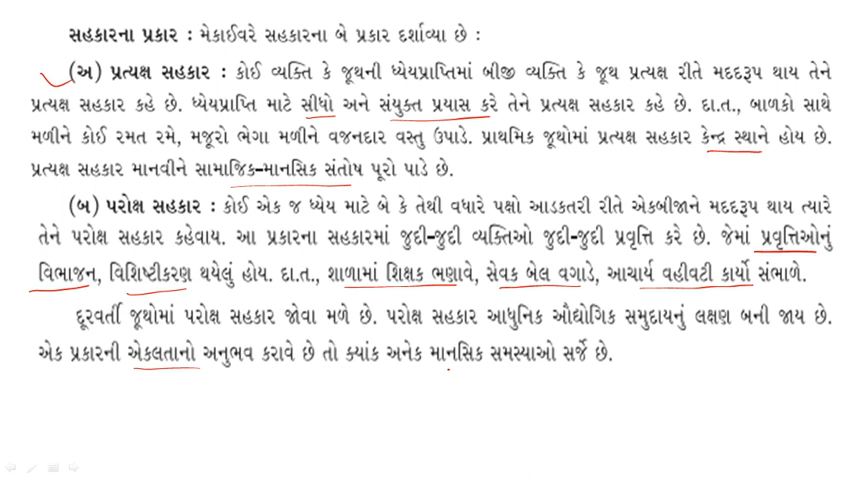 સહકારના પ્રકાર : મેકાઈવરે સહકારના બે પ્રકાર દર્શાવ્યા છે :
(અ) પ્રત્યક્ષ સહકાર : કોઈ વ્યક્તિ કે જૂથની ધ્યેયપ્રાપ્તિમાં બીજી વ્યક્તિ કે જૂથ પ્રત્યક્ષ રીતે મદદરૂપ થાય તેને
પ્રત્યક્ષ સહકાર કહે છે. ધ્યેયપ્રાપ્તિ માટે સીધો અને સંયુક્ત પ્રયાસ કરે તેને પ્રત્યક્ષ સહકાર કહે છે. દા.ત., બાળકો સાથે
મળીને કોઈ રમત રમે, મજૂરો ભેગા મળીને વજનદાર વસ્તુ ઉપાડે. પ્રાથમિક જૂથોમાં પ્રત્યક્ષ સહકાર કેન્દ્ર સ્થાને હોય છે.
પ્રત્યક્ષ સહકાર માનવીને સામાજિક–માનસિક સંતોષ પૂરો પાડે છે.
(બ) પરોક્ષ સહકાર : કોઈ એક જ ધ્યેય માટે બે કે તેથી વધારે પક્ષો આડકતરી રીતે એકબીજાને મદદરૂપ થાય ત્યારે
તેને પરોક્ષ સહકાર કહેવાય. આ પ્રકારના સહકારમાં જુદી-જુદી વ્યક્તિઓ જુદી-જુદી પ્રવૃત્તિ કરે છે. જેમાં પ્રવૃત્તિઓનું
વિભાજન, વિશિષ્ટીકરણ થયેલું હોય. દા.ત., શાળામાં શિક્ષક ભણાવે, સેવક બેલ વગાડે, આચાર્ય વહીવટી કાર્યો સંભાળે.
દૂરવર્તી જૂથોમાં પરોક્ષ સહકાર જોવા મળે છે. પરોક્ષ સહકાર આધુનિક ઔદ્યોગિક સમુદાયનું લક્ષણ બની જાય છે.
એક પ્રકારની એકલતાનો અનુભવ કરાવે છે તો ક્યાંક અનેક માનસિક સમસ્યાઓ સર્જે છે.